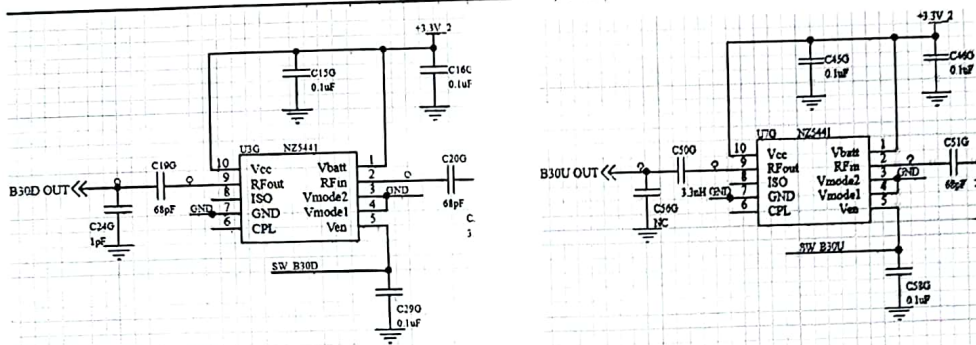 +3.3V_2
C15G
0.1uF
C16C
0.1uF
U3G NZ5441
10 Vcc Vbatt 1
9 RFout RFin 2
8 ISO Vmode2 3
7 GND Vmode1 4
6 CPL Ven 5
B30D OUT
C19G
68pF
C24G
1pF
GND
GND
C20G
68pF
C.
3
SW_B30D
C29G
0.1uF
+3.3V_2
C45G
0.1uF
C46G
0.1uF
U7G NZ5441
10 Vcc Vbatt 1
9 RFout RFin 2
8 ISO Vmode2 3
7 GND Vmode1 4
6 CPL Ven 5
B30U OUT
C50G
3.3nH
C56G
NC
GND
GND
C51G
68pF
SW_B30U
C58G
0.1uF